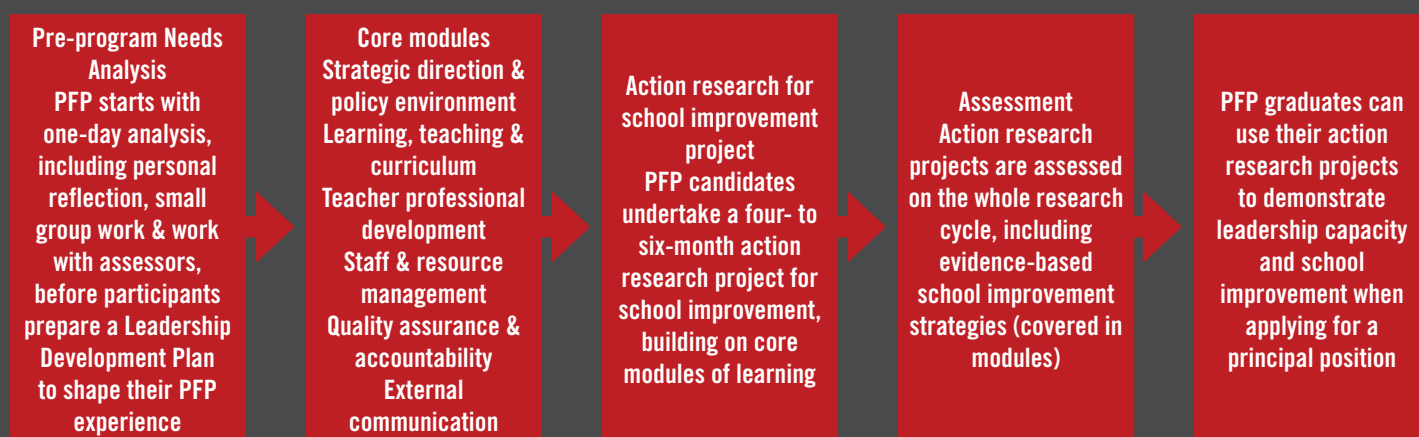 Pre-program Needs
Analysis
PFP starts with
one-day analysis,
including personal
reflection, small
group work & work
with assessors,
before participants
prepare a Leadership
Development Plan
to shape their PFP
experience
Core modules
Strategic direction &
policy environment
Learning, teaching &
curriculum
Teacher professional
development
Staff & resource
management
Quality assurance &
accountability
External
communication
Action research for
school improvement
project
PFP candidates
undertake a four- to
six-month action
research project for
school improvement,
building on core
modules of learning
Assessment
Action research
projects are assessed
on the whole research
cycle, including
evidence-based
school improvement
strategies (covered in
modules)
PFP graduates can
use their action
research projects
to demonstrate
leadership capacity
and school
improvement when
applying for a
principal position